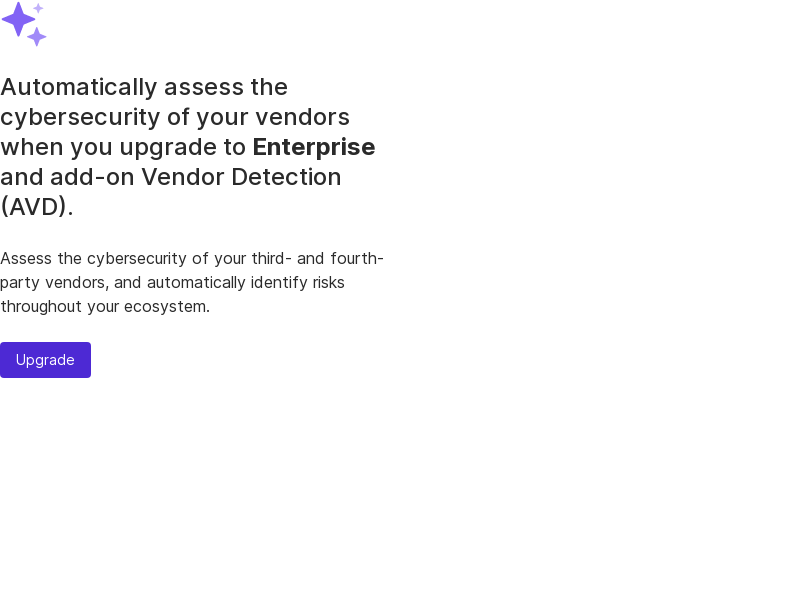 Automatically assess the
cybersecurity of your vendors
when you upgrade to Enterprise
and add-on Vendor Detection
(AVD).
Assess the cybersecurity of your third- and fourth-
party vendors, and automatically identify risks
throughout your ecosystem.
Upgrade